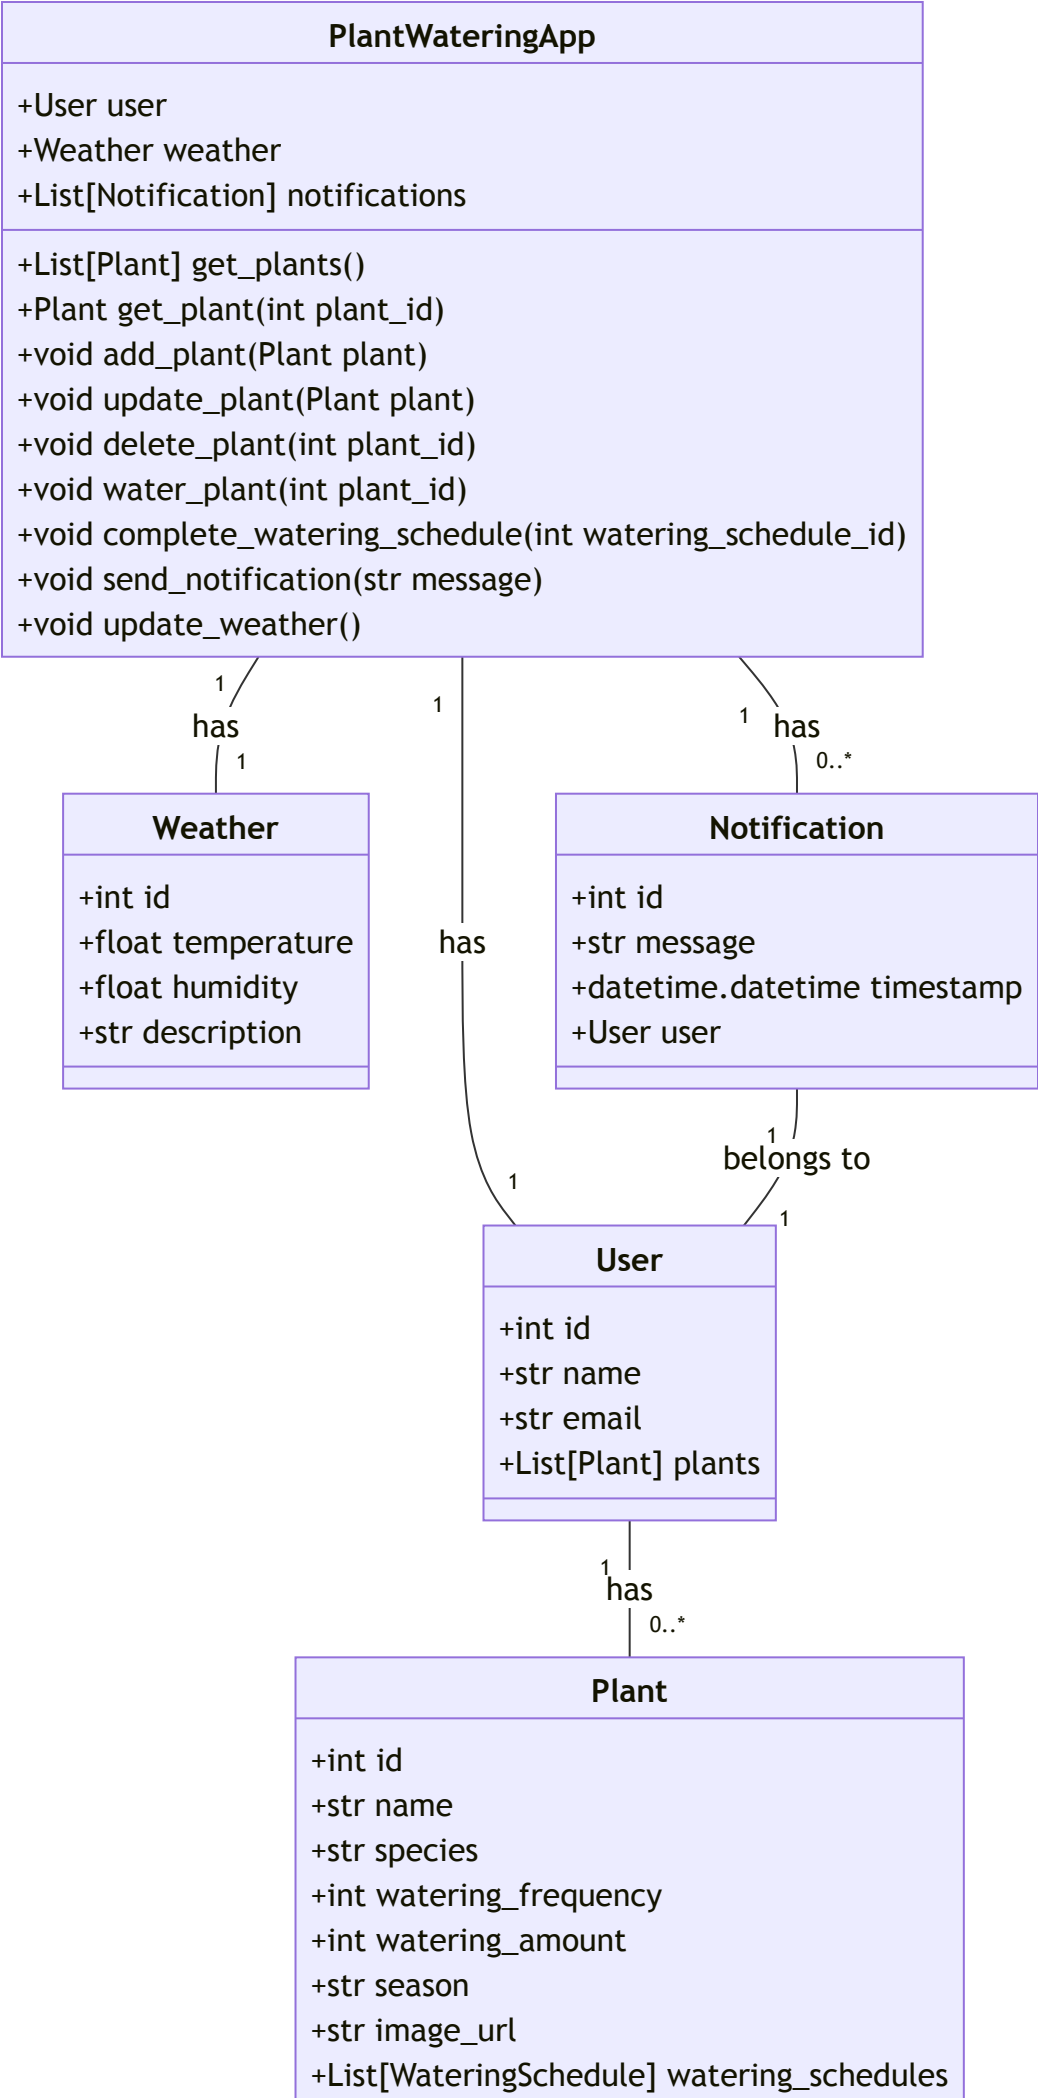 PlantWateringApp
+User user
+Weather weather
+List[Notification] notifications
+List[Plant] get_plants()
+Plant get_plant(int plant_id)
+void add_plant(Plant plant)
+void update_plant(Plant plant)
+void delete_plant(int plant_id)
+void water_plant(int plant_id)
+void complete_watering_schedule(int watering_schedule_id)
+void send_notification(str message)
+void update_weather()
1
has
1
1
has
1
1
has
0..*
Weather
+int id
+float temperature
+float humidity
+str description
Notification
+int id
+str message
+datetime.datetime timestamp
+User user
1
belongs to
1
User
+int id
+str name
+str email
+List[Plant] plants
1
has
0..*
Plant
+int id
+str name
+str species
+int watering_frequency
+int watering_amount
+str season
+str image_url
+List[WateringSchedule] watering_schedules